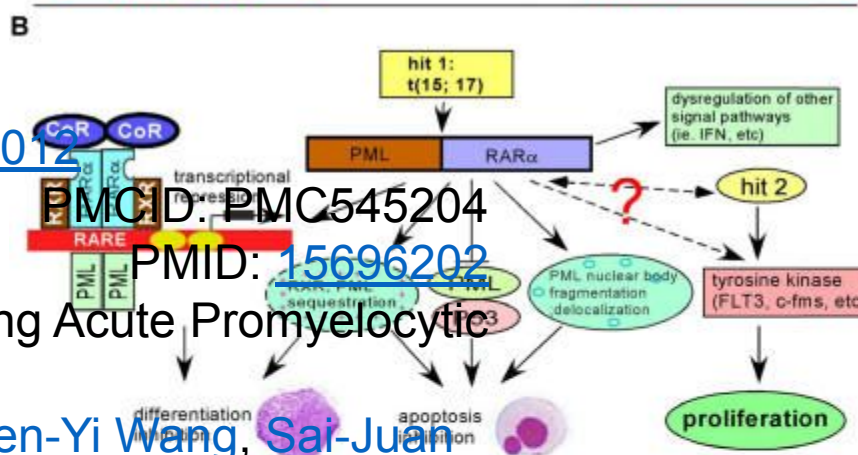 B
hit 1:
t(15; 17)
dysregulation of other
signal pathways
(ie. IFN, etc)
CoR CoR
012
PML RARα
transcriptional
hit 2
PMCID: PMC545204
?
RARE
PMID: 15696202
PML PML
sequestration
PML nuclear body
fragmentation
delocalization
tyrosine kinase
(FLT3, c-fms, etc
ng Acute Promyelocytic
differentiation
apoptosis
proliferation
en-Yi Wang, Sai-Juan